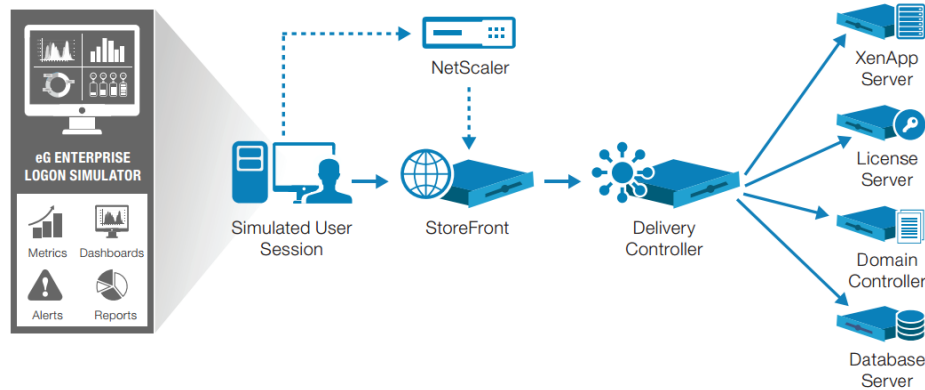 eG ENTERPRISE
LOGON SIMULATOR
Metrics
Dashboards
Alerts
Reports
Simulated User
Session
NetScaler
StoreFront
Delivery
Controller
XenApp
Server
License
Server
Domain
Controller
Database
Server